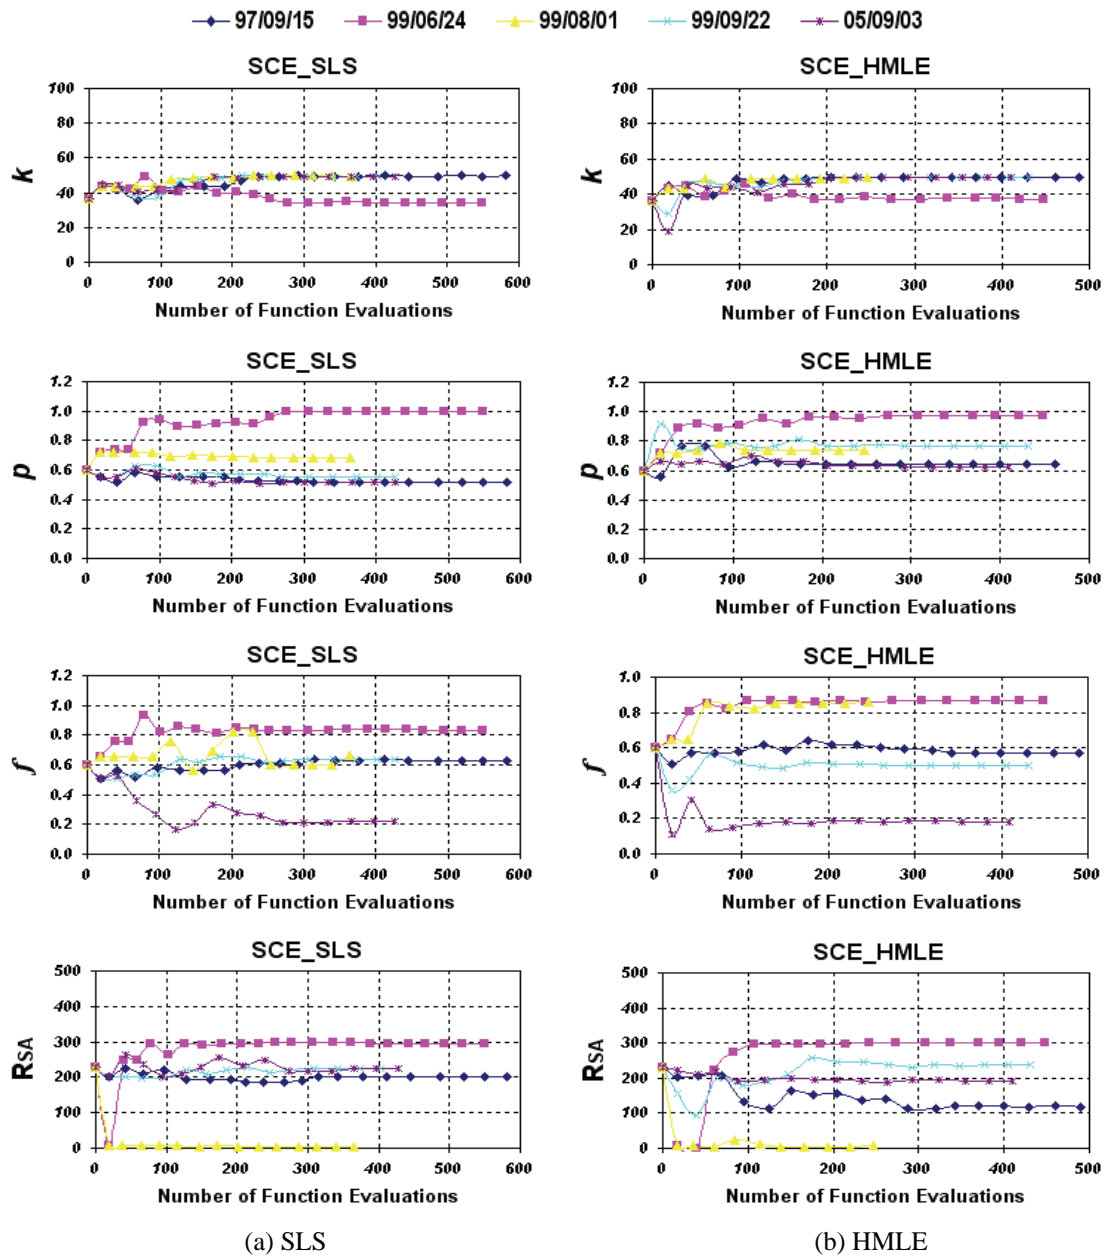 97/09/15 99/06/24 99/08/01 99/09/22 05/09/03
SCE_SLS SCE_HMLE
k
100
80
60
40
20
0
0 100 200 300 400 500 600
Number of Function Evaluations
k
100
80
60
40
20
0
0 100 200 300 400 500
Number of Function Evaluations
SCE_SLS SCE_HMLE
p
1.2
1.0
0.8
0.6
0.4
0.2
0.0
0 100 200 300 400 500 600
Number of Function Evaluations
p
1.2
1.0
0.8
0.6
0.4
0.2
0.0
0 100 200 300 400 500
Number of Function Evaluations
SCE_SLS SCE_HMLE
f
1.2
1.0
0.8
0.6
0.4
0.2
0.0
0 100 200 300 400 500 600
Number of Function Evaluations
f
1.0
0.8
0.6
0.4
0.2
0.0
0 100 200 300 400 500
Number of Function Evaluations
SCE_SLS SCE_HMLE
RSA
500
400
300
200
100
0
0 100 200 300 400 500 600
Number of Function Evaluations
RSA
500
400
300
200
100
0
0 100 200 300 400 500
Number of Function Evaluations
(a) SLS (b) HMLE